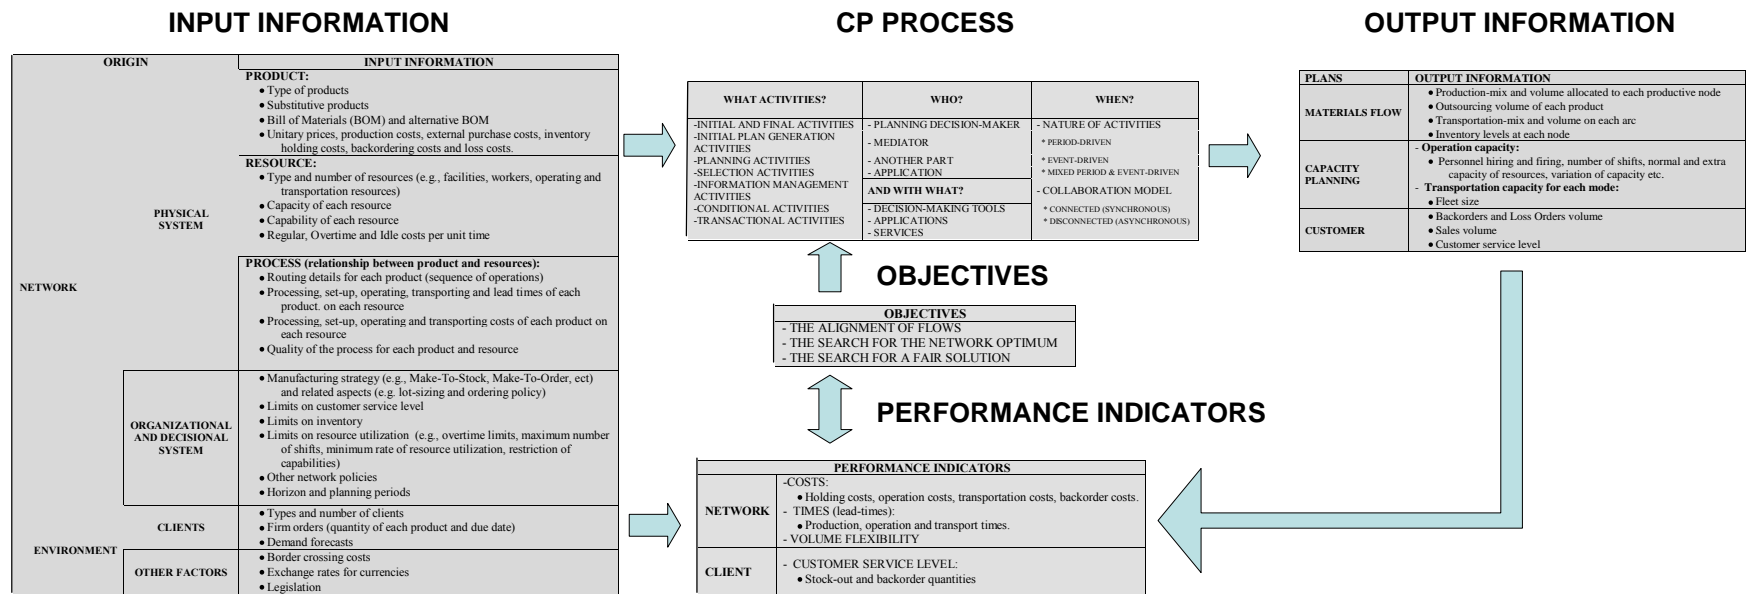 INPUT INFORMATION
CP PROCESS
OUTPUT INFORMATION
ORIGIN
INPUT INFORMATION
NETWORK
PHYSICAL
SYSTEM
PRODUCT:
• Type of products
• Substitutive products
• Bill of Materials (BOM) and alternative BOM
• Unitary prices, production costs, external purchase costs, inventory
holding costs, backordering costs and loss costs.
RESOURCE:
• Type and number of resources (e.g., facilities, workers, operating and
transportation resources)
• Capacity of each resource
• Capability of each resource
• Regular, Overtime and Idle costs per unit time
PROCESS (relationship between product and resources):
• Routing details for each product (sequence of operations)
• Processing, set-up, operating, transporting and lead times of each
product. on each resource
• Processing, set-up, operating and transporting costs of each product on
each resource
• Quality of the process for each product and resource
ORGANIZATIONAL
AND DECISIONAL
SYSTEM
• Manufacturing strategy (e.g., Make-To-Stock, Make-To-Order, ect)
and related aspects (e.g. lot-sizing and ordering policy)
• Limits on customer service level
• Limits on inventory
• Limits on resource utilization (e.g., overtime limits, maximum number
of shifts, minimum rate of resource utilization, restriction of
capabilities)
• Other network policies
• Horizon and planning periods
ENVIRONMENT
CLIENTS
• Types and number of clients
• Firm orders (quantity of each product and due date)
• Demand forecasts
OTHER FACTORS
• Border crossing costs
• Exchange rates for currencies
• Legislation
WHAT ACTIVITIES?
-INITIAL AND FINAL ACTIVITIES
-INITIAL PLAN GENERATION
ACTIVITIES
-PLANNING ACTIVITIES
-SELECTION ACTIVITIES
-INFORMATION MANAGEMENT
ACTIVITIES
-CONDITIONAL ACTIVITIES
-TRANSACTIONAL ACTIVITIES
WHO?
- PLANNING DECISION-MAKER
- MEDIATOR
- ANOTHER PART
- APPLICATION
AND WITH WHAT?
- DECISION-MAKING TOOLS
- APPLICATIONS
- SERVICES
WHEN?
- NATURE OF ACTIVITIES
* PERIOD-DRIVEN
* EVENT-DRIVEN
* MIXED PERIOD & EVENT-DRIVEN
- COLLABORATION MODEL
* CONNECTED (SYNCHRONOUS)
* DISCONNECTED (ASYNCHRONOUS)
OBJECTIVES
OBJECTIVES
- THE ALIGNMENT OF FLOWS
- THE SEARCH FOR THE NETWORK OPTIMUM
- THE SEARCH FOR A FAIR SOLUTION
PERFORMANCE INDICATORS
PERFORMANCE INDICATORS
NETWORK
-COSTS:
• Holding costs, operation costs, transportation costs, backorder costs.
- TIMES (lead-times):
• Production, operation and transport times.
- VOLUME FLEXIBILITY
CLIENT
- CUSTOMER SERVICE LEVEL:
• Stock-out and backorder quantities
PLANS
OUTPUT INFORMATION
MATERIALS FLOW
• Production-mix and volume allocated to each productive node
• Outsourcing volume of each product
• Transportation-mix and volume on each arc
• Inventory levels at each node
CAPACITY
PLANNING
- Operation capacity:
• Personnel hiring and firing, number of shifts, normal and extra
capacity of resources, variation of capacity etc.
- Transportation capacity for each mode:
• Fleet size
CUSTOMER
• Backorders and Loss Orders volume
• Sales volume
• Customer service level